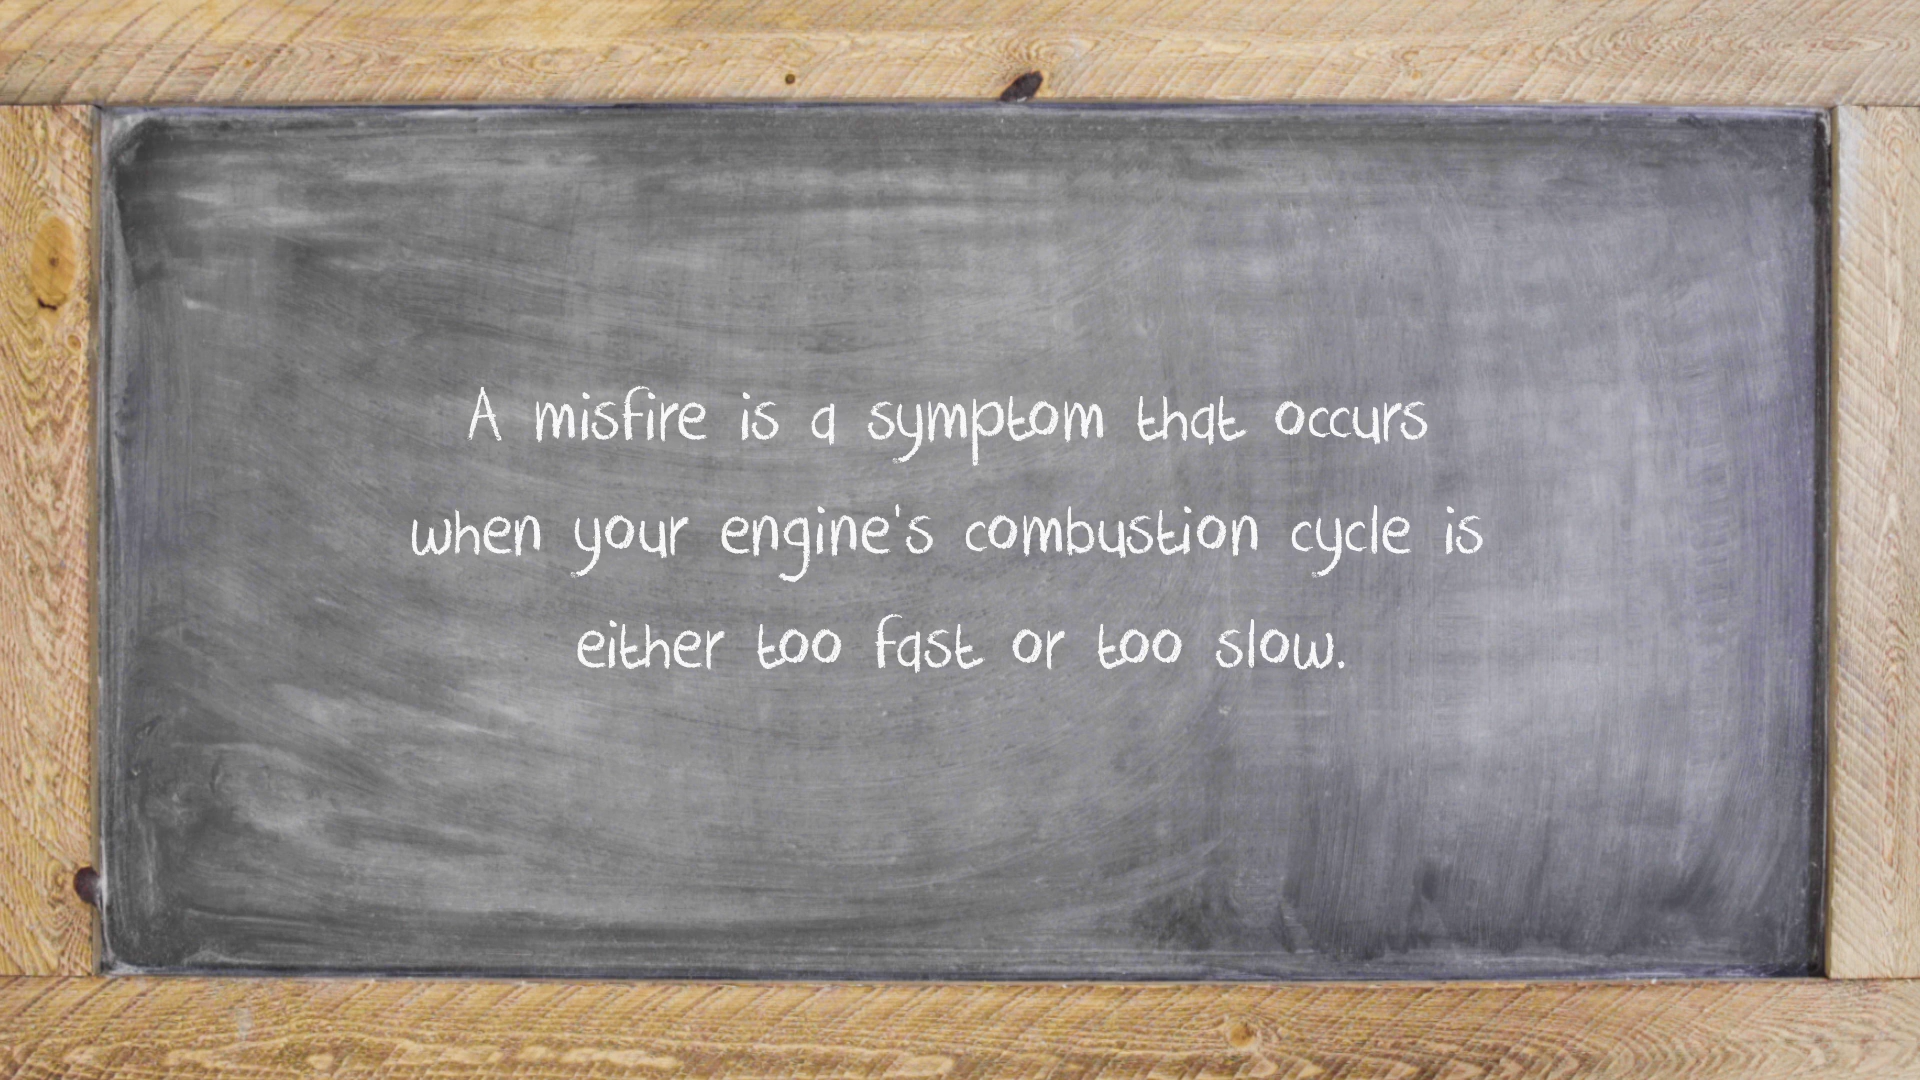 A misfire is a symptom that occurs
when your engine's combustion cycle is
either too fast or too slow.